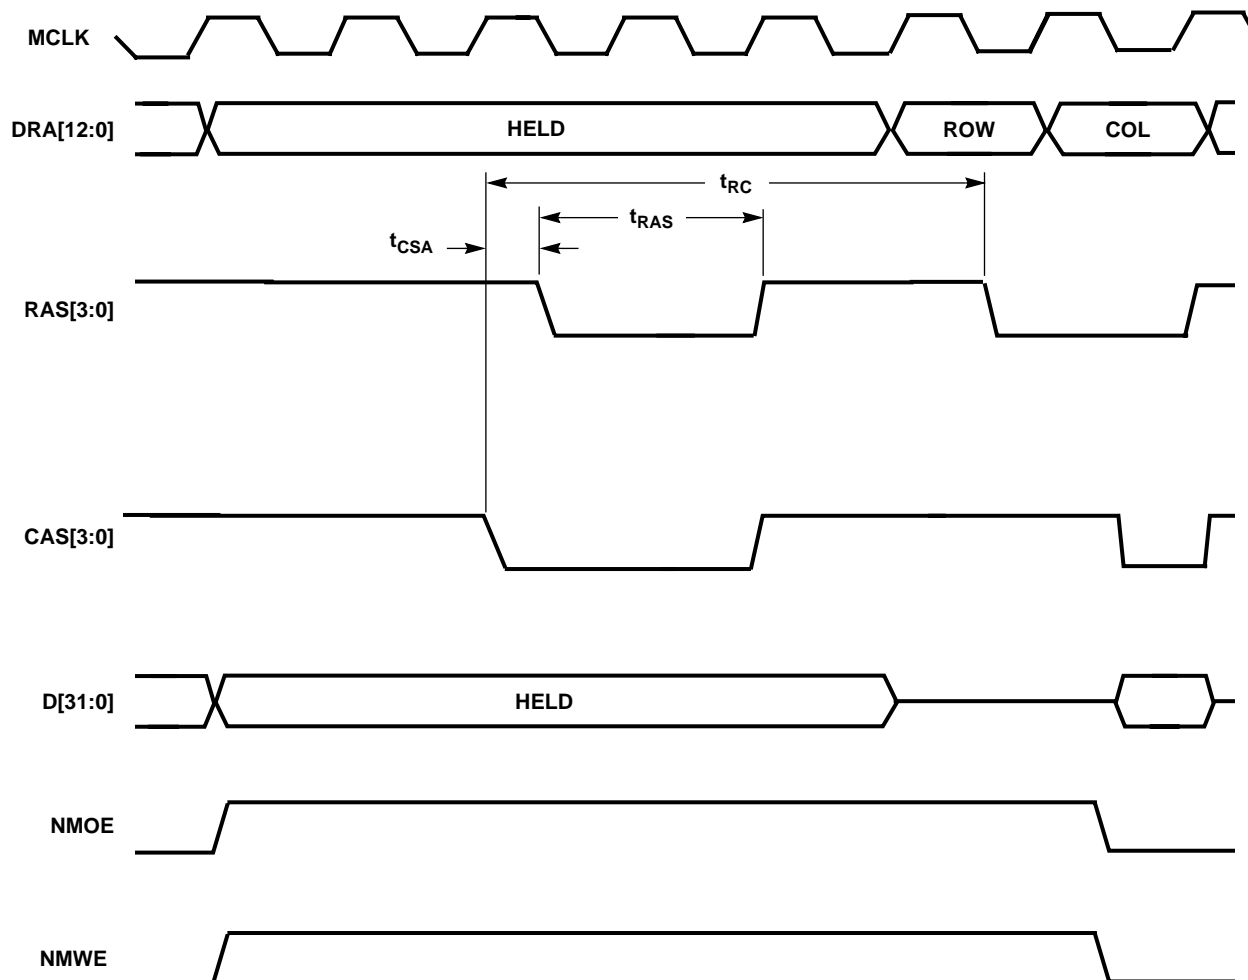 MCLK
DRA[12:0]
HELD
ROW
COL
tRC
tRAS
tCSA
RAS[3:0]
CAS[3:0]
D[31:0]
HELD
NMOE
NMWE